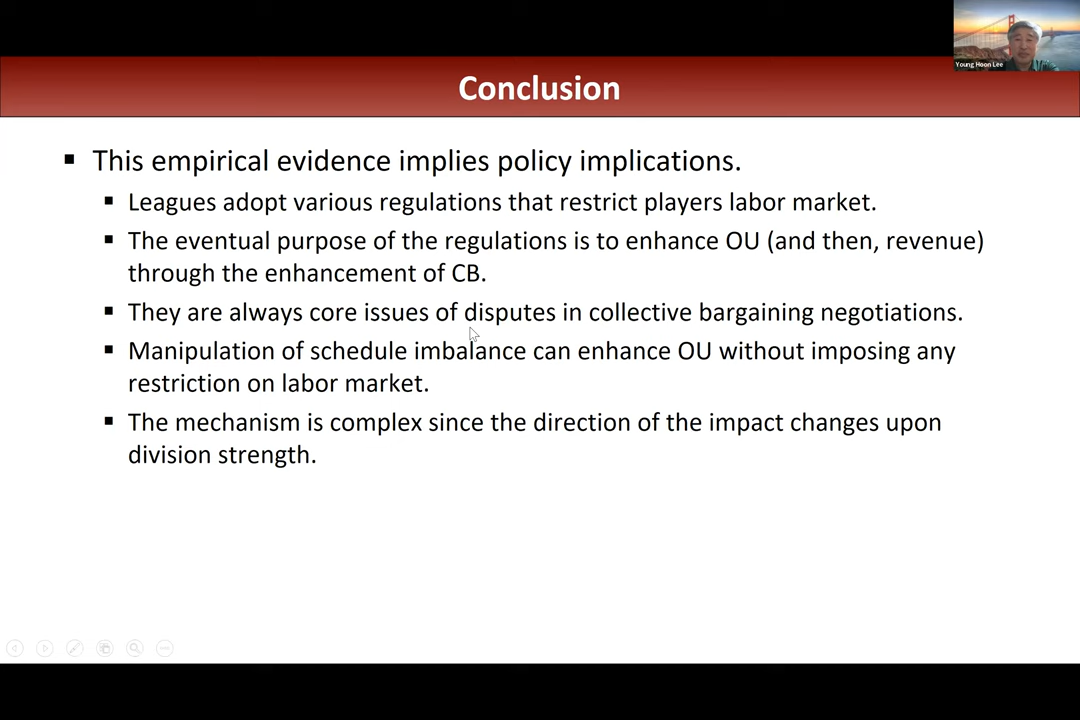 Young Hoon Lee
Conclusion
This empirical evidence implies policy implications.
Leagues adopt various regulations that restrict players labor market.
The eventual purpose of the regulations is to enhance OU (and then, revenue)
through the enhancement of CB.
They are always core issues of disputes in collective bargaining negotiations.
Manipulation of schedule imbalance can enhance OU without imposing any
restriction on labor market.
The mechanism is complex since the direction of the impact changes upon
division strength.